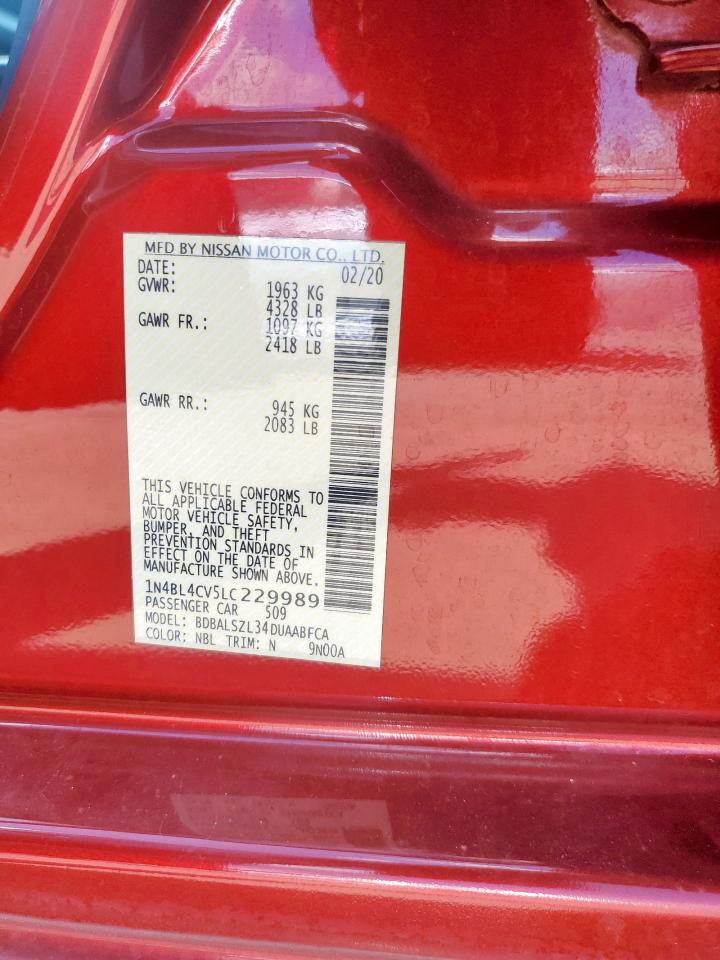 MFD BY NISSAN MOTOR CO., LTD.
DATE: 02/20
GVWR: 1963 KG
4328 LB
GAWR FR.: 1097 KG
2418 LB
GAWR RR.: 945 KG
2083 LB
THIS VEHICLE CONFORMS TO
ALL APPLICABLE FEDERAL
MOTOR VEHICLE SAFETY,
BUMPER, AND THEFT
PREVENTION STANDARDS IN
EFFECT ON THE DATE OF
MANUFACTURE SHOWN ABOVE.
1N4BL4CV5LC229989
PASSENGER CAR 509
MODEL: BDBALSZL34DUAABFCA
COLOR: NBL TRIM: N 9N00A